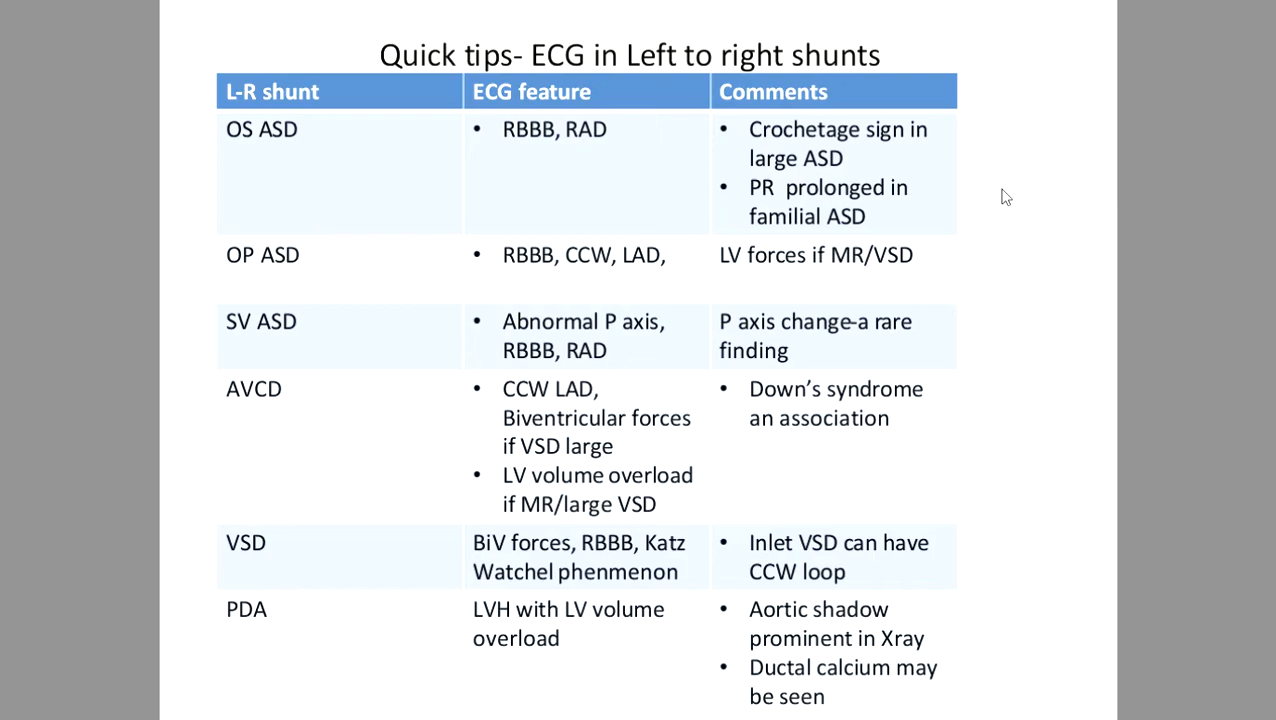 Quick tips- ECG in Left to right shunts
L-R shunt
ECG feature
Comments
OS ASD
• RBBB, RAD
• Crochetage sign in
large ASD
• PR prolonged in
familial ASD
OP ASD
• RBBB, CCW, LAD,
LV forces if MR/VSD
SV ASD
• Abnormal P axis,
RBBB, RAD
P axis change-a rare
finding
AVCD
• CCW LAD,
Biventricular forces
if VSD large
• LV volume overload
if MR/large VSD
• Down's syndrome
an association
VSD
BiV forces, RBBB, Katz
Watchel phenmenon
• Inlet VSD can have
CCW loop
PDA
LVH with LV volume
overload
• Aortic shadow
prominent in Xray
• Ductal calcium may
be seen